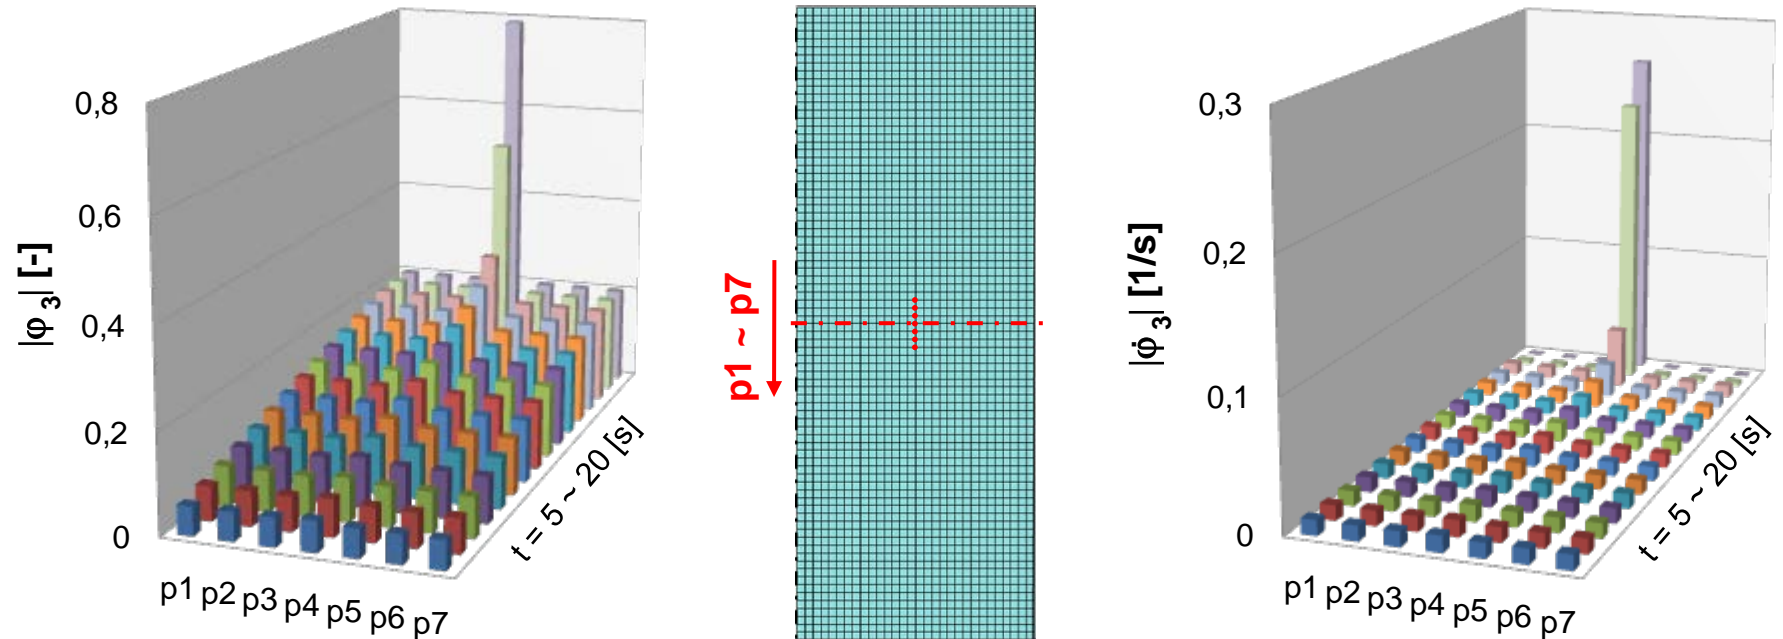 |φ 3| [-]
0,8
0,6
0,4
0,2
0
p1 p2 p3 p4 p5 p6 p7
t = 5 ~ 20 [s]
p1 ~ p7
|φ̇ 3| [1/s]
0,3
0,2
0,1
0
p1 p2 p3 p4 p5 p6 p7
t = 5 ~ 20 [s]